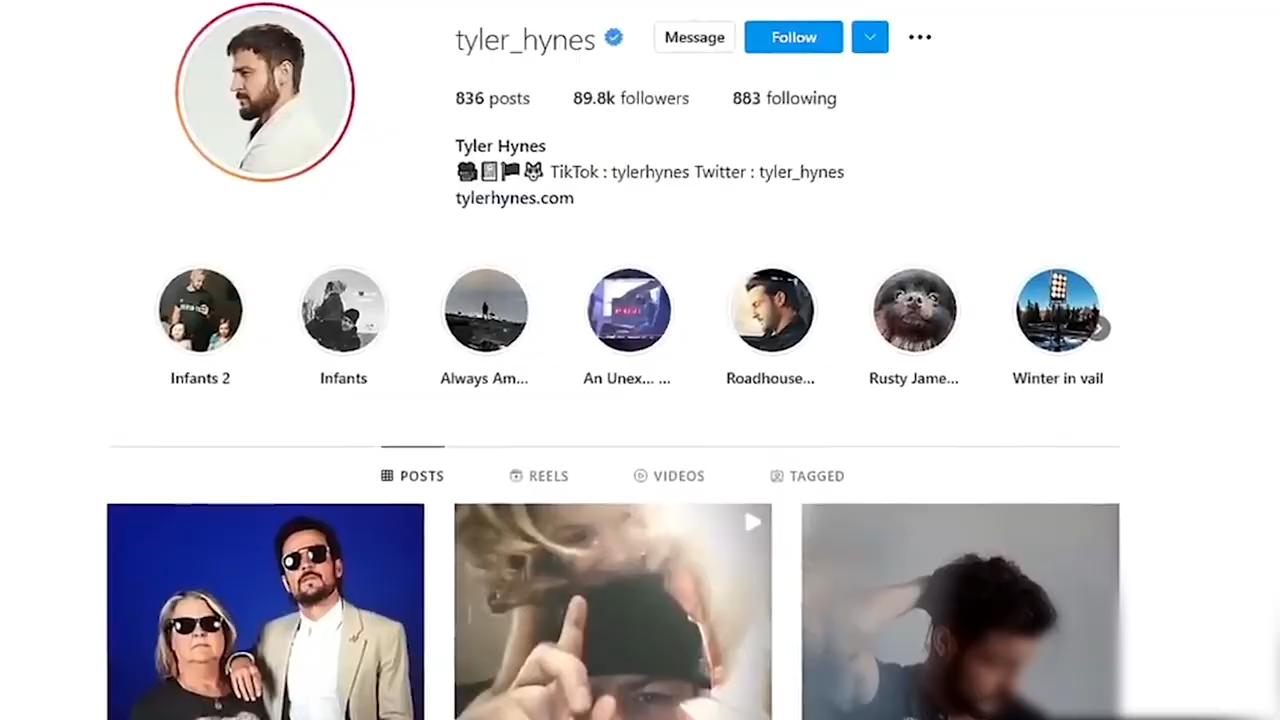 tyler_hynes Message Follow
836 posts 89.8k followers 883 following
Tyler Hynes
TikTok : tylerhynes Twitter : tyler_hynes
tylerhynes.com
Infants 2 Infants Always Am... An Unex... ... Roadhouse... Rusty Jame... Winter in vail
POSTS REELS VIDEOS TAGGED